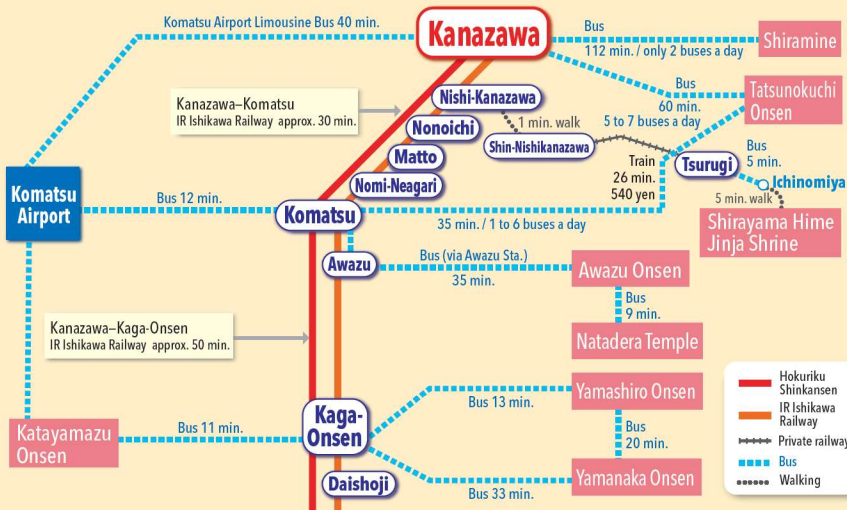 Komatsu Airport Limousine Bus 40 min.
Kanazawa
Bus
112 min. / only 2 buses a day
Shiramine
Kanazawa–Komatsu
IR Ishikawa Railway approx. 30 min.
Nishi-Kanazawa
Bus
60 min.
5 to 7 buses a day
Tatsunokuchi
Onsen
Nonoichi
1 min. walk
Shin-Nishikanazawa
Matto
Nomi-Neagari
Train
26 min.
540 yen
Tsurugi
Bus
5 min.
Ichinomiya
5 min. walk
Shirayama Hime
Jinja Shrine
Komatsu
Airport
Bus 12 min.
Komatsu
35 min. / 1 to 6 buses a day
Awazu
Bus (via Awazu Sta.)
35 min.
Awazu Onsen
Bus
9 min.
Natadera Temple
Kanazawa–Kaga-Onsen
IR Ishikawa Railway approx. 50 min.
Katayamazu
Onsen
Bus 11 min.
Kaga-
Onsen
Bus 13 min.
Yamashiro Onsen
Bus
20 min.
Yamanaka Onsen
Bus 33 min.
Daishoji
Hokuriku
Shinkansen
IR Ishikawa
Railway
Private railway
Bus
Walking